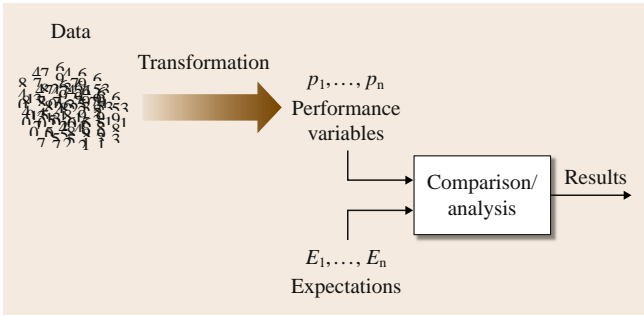 Data
Transformation
p1,…, pn
Performance
variables
Comparison/
analysis
Results
E1,…, En
Expectations